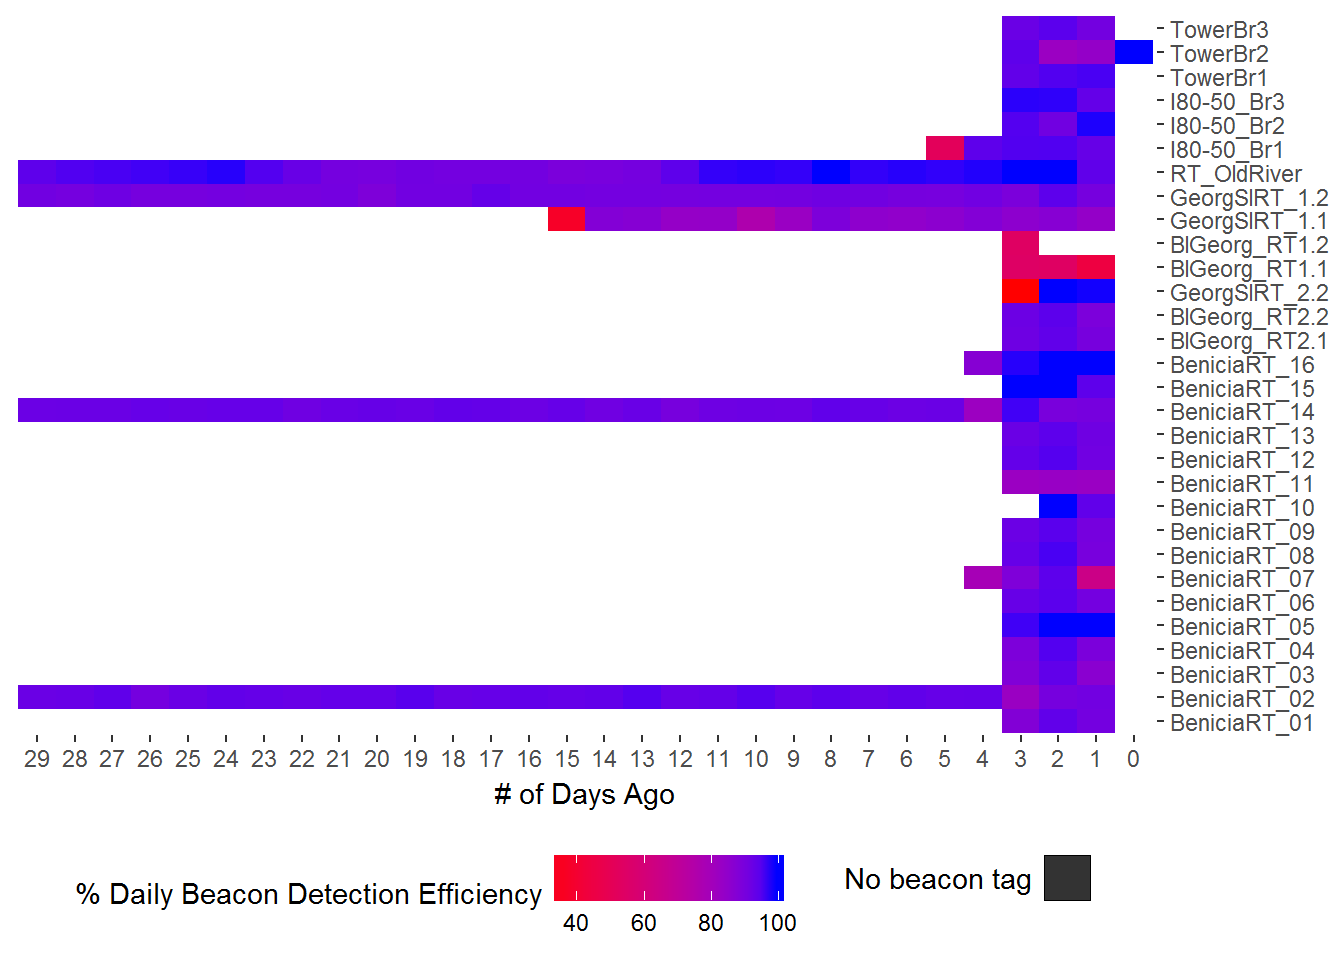 TowerBr3
TowerBr2
TowerBr1
I80-50_Br3
I80-50_Br2
I80-50_Br1
RT_OldRiver
GeorgSlRT_1.2
GeorgSlRT_1.1
BlGeorg_RT1.2
BlGeorg_RT1.1
GeorgSlRT_2.2
BlGeorg_RT2.2
BlGeorg_RT2.1
BeniciaRT_16
BeniciaRT_15
BeniciaRT_14
BeniciaRT_13
BeniciaRT_12
BeniciaRT_11
BeniciaRT_10
BeniciaRT_09
BeniciaRT_08
BeniciaRT_07
BeniciaRT_06
BeniciaRT_05
BeniciaRT_04
BeniciaRT_03
BeniciaRT_02
BeniciaRT_01
29 28 27 26 25 24 23 22 21 20 19 18 17 16 15 14 13 12 11 10 9 8 7 6 5 4 3 2 1 0
# of Days Ago
% Daily Beacon Detection Efficiency
40 60 80 100
No beacon tag